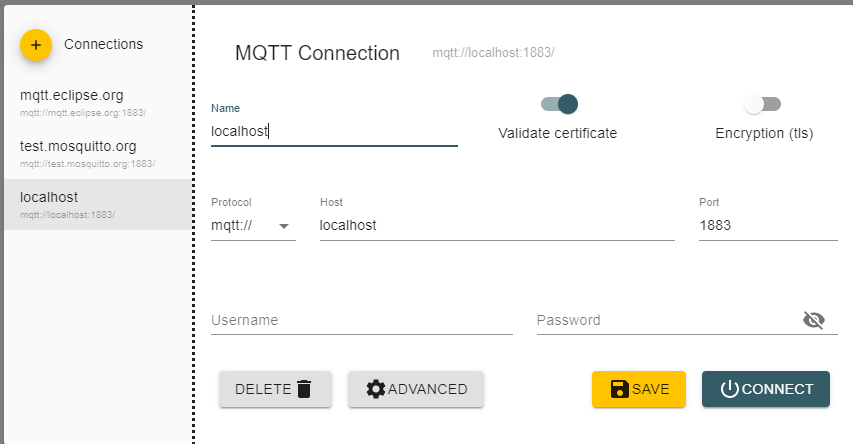 + Connections
mqtt.eclipse.org
mqtt://mqtt.eclipse.org:1883/
test.mosquitto.org
mqtt://test.mosquitto.org:1883/
localhost
mqtt://localhost:1883/
MQTT Connection mqtt://localhost:1883/
Name
localhost
Validate certificate
Encryption (tls)
Protocol Host Port
mqtt:// localhost 1883
Username Password
DELETE ADVANCED SAVE CONNECT